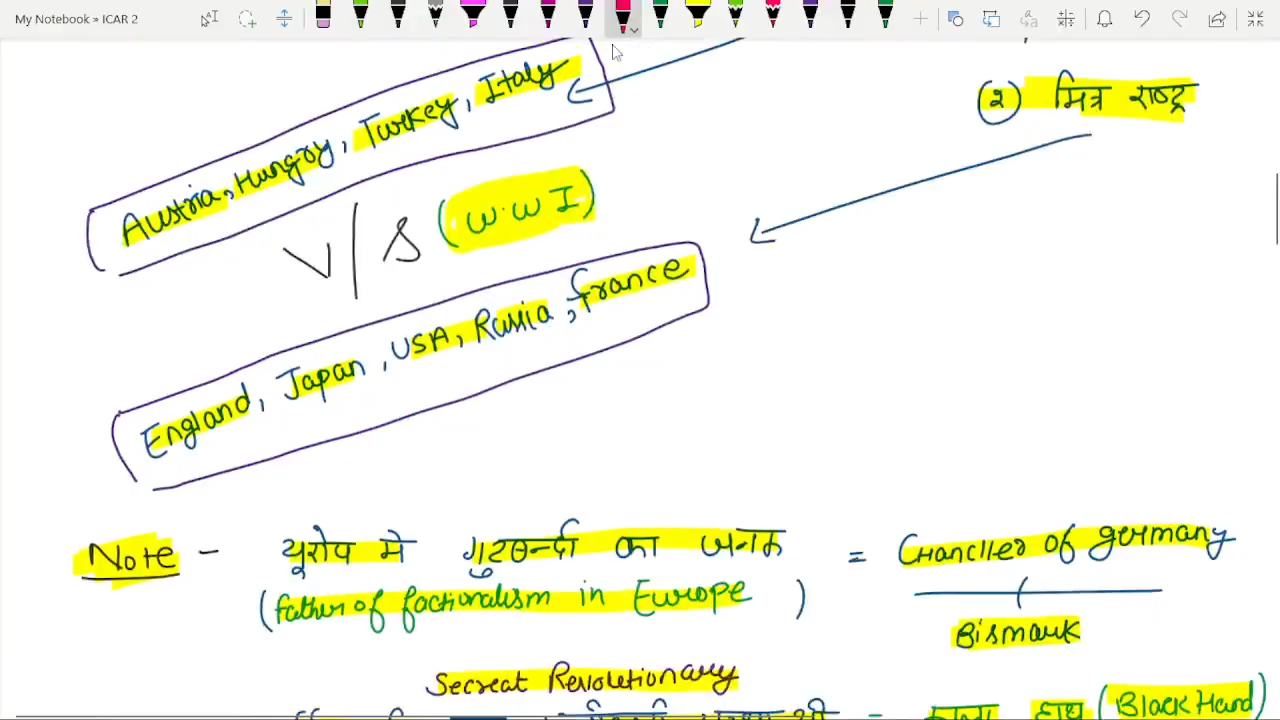 My Notebook » ICAR 2
Austria, Hungry, Turkey, Italy
(२) मित्र राष्ट्र
V/S (W.W I)
England, Japan, USA, Russia, france
Note - यूरोप मे गुटबन्दी का जनक = Chancller of germany
(father of factionalism in Europe) Bismark
Secreat Revolutionary
= काला हाथ (Black Hand)